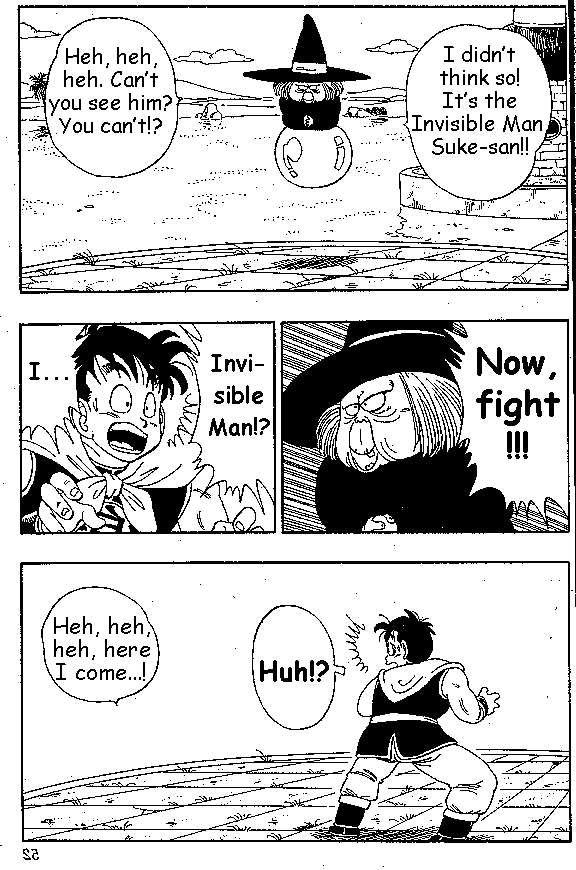 Heh, heh,
heh. Can't
you see him?
You can't!?
I didn't
think so!
It's the
Invisible Man
Suke-san!!
I...
Invi-
sible
Man!?
Now,
fight
!!!
Heh, heh,
heh, here
I come...!
Huh!?
52